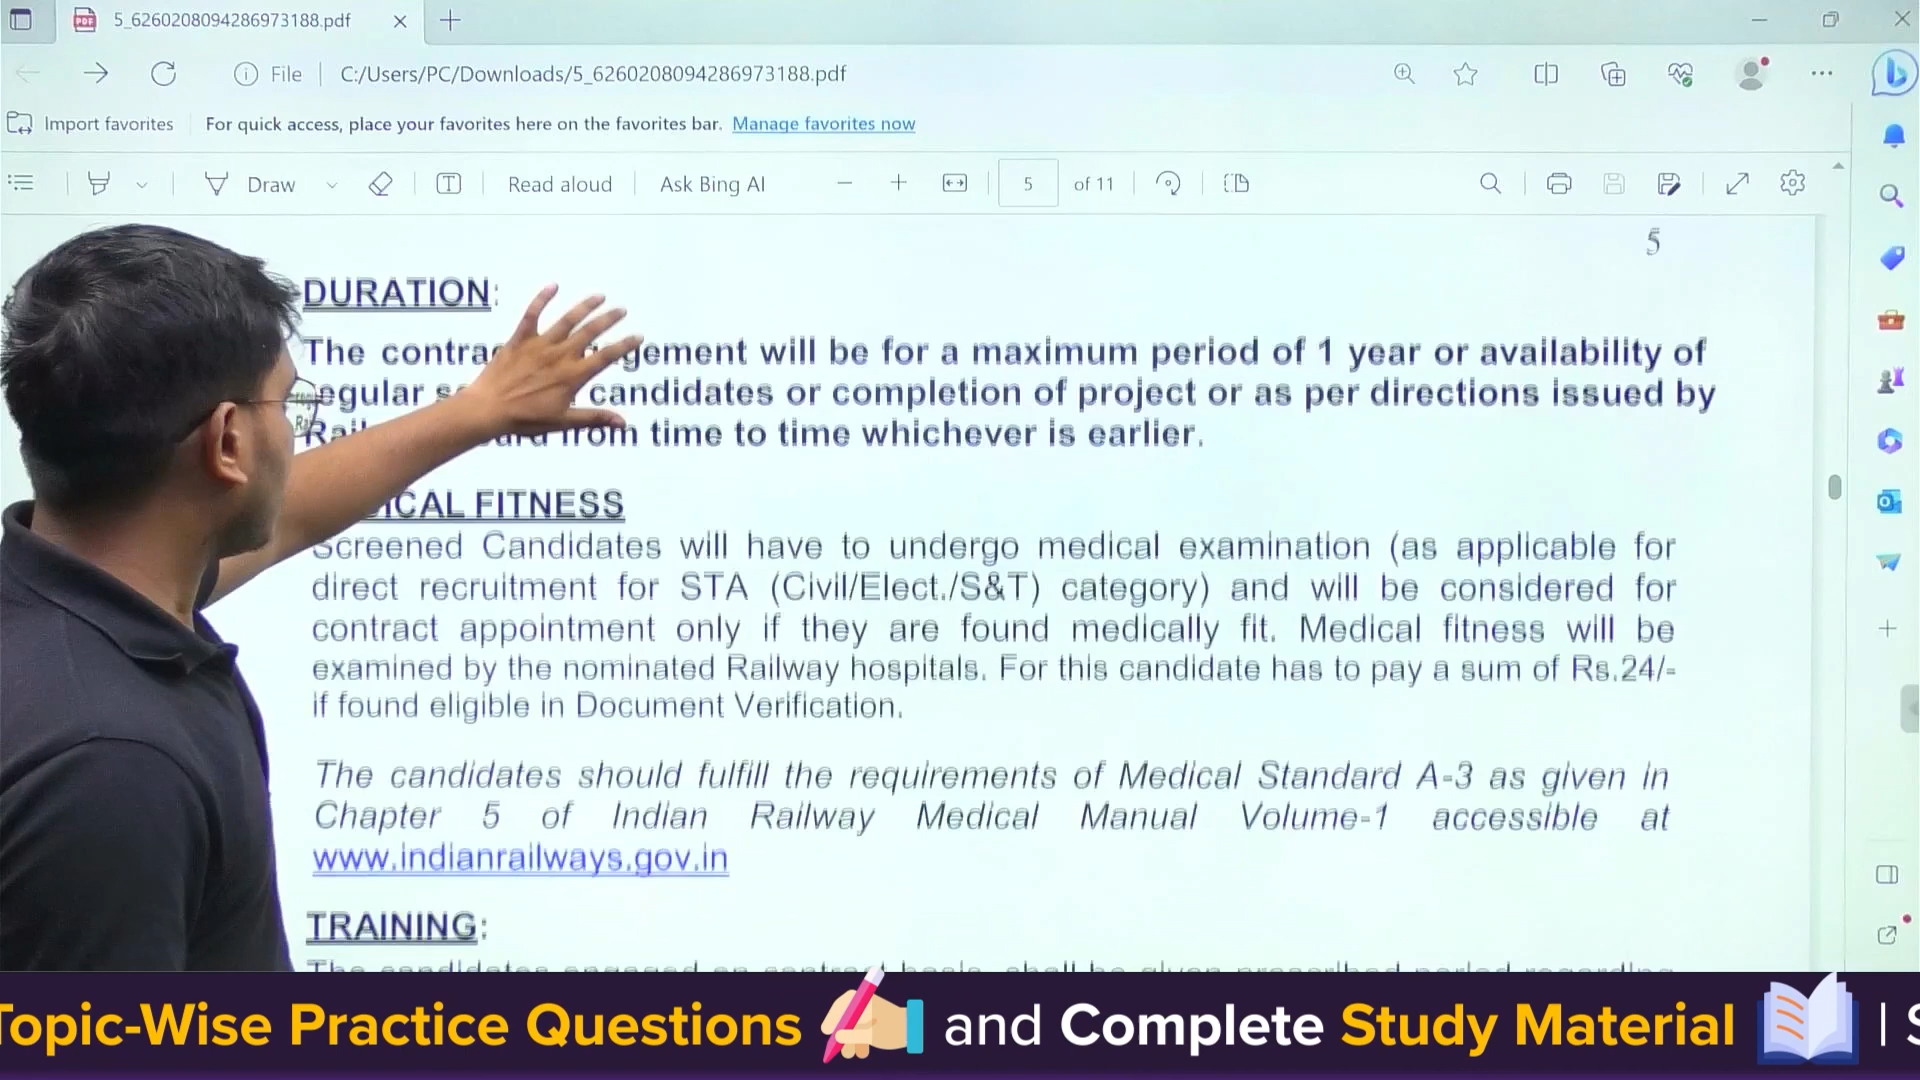 5_6260208094286973188.pdf
File
C:/Users/PC/Downloads/5_6260208094286973188.pdf
Import favorites
For quick access, place your favorites here on the favorites bar. Manage favorites now
Draw
Read aloud
Ask Bing AI
5
of 11
5
DURATION:
The will be for a maximum period of 1 year or availability of
candidates or completion of project or as per directions issued by
from time to time whichever is earlier.
FITNESS
Screened Candidates will have to undergo medical examination (as applicable for
direct recruitment for STA (Civil/Elect./S&T) category) and will be considered for
contract appointment only if they are found medically fit. Medical fitness will be
examined by the nominated Railway hospitals. For this candidate has to pay a sum of Rs.24/-
if found eligible in Document Verification.
The candidates should fulfill the requirements of Medical Standard A-3 as given in
Chapter 5 of Indian Railway Medical Manual Volume-1 accessible at
www.indianrailways.gov.in
TRAINING:
Topic-Wise Practice Questions and Complete Study Material |